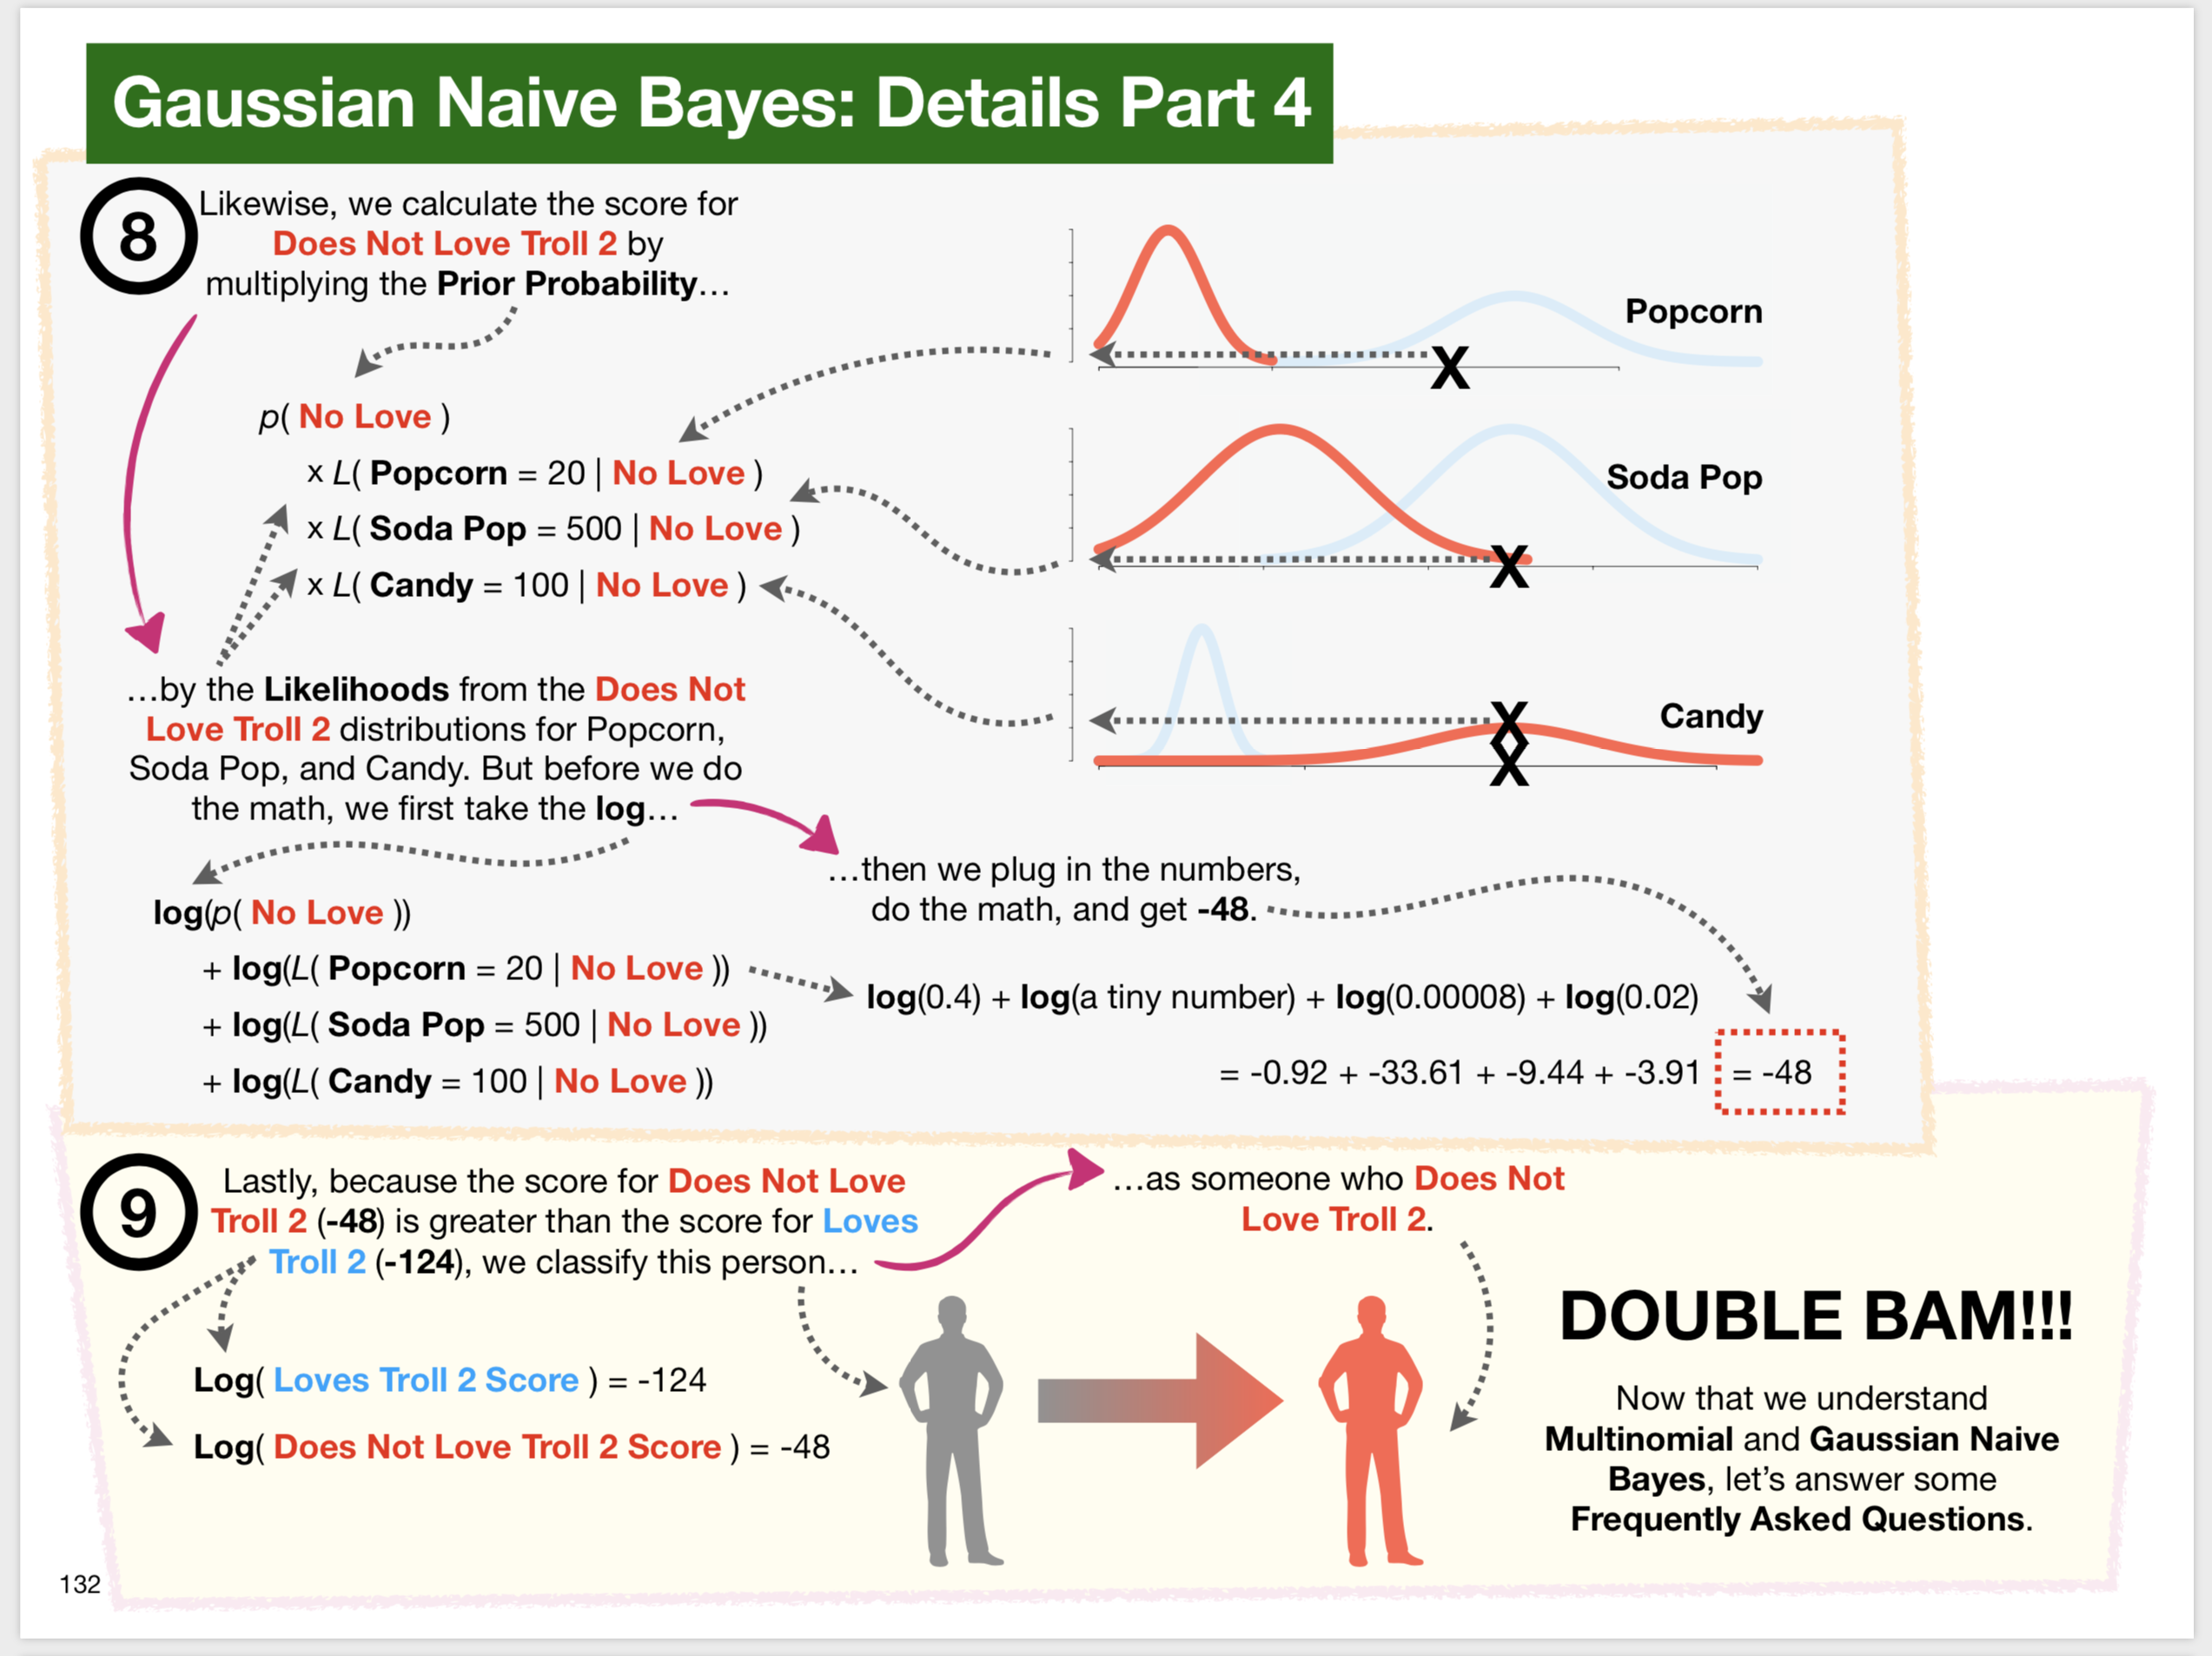 Gaussian Naive Bayes: Details Part 4
8
Likewise, we calculate the score for
Does Not Love Troll 2 by
multiplying the Prior Probability…
p( No Love )
x L( Popcorn = 20 | No Love )
x L( Soda Pop = 500 | No Love )
x L( Candy = 100 | No Love )
Popcorn
X
Soda Pop
X
Candy
X
X
…by the Likelihoods from the Does Not
Love Troll 2 distributions for Popcorn,
Soda Pop, and Candy. But before we do
the math, we first take the log…
log(p( No Love ))
+ log(L( Popcorn = 20 | No Love ))
+ log(L( Soda Pop = 500 | No Love ))
+ log(L( Candy = 100 | No Love ))
…then we plug in the numbers,
do the math, and get -48.
log(0.4) + log(a tiny number) + log(0.00008) + log(0.02)
= -0.92 + -33.61 + -9.44 + -3.91 = -48
9
Lastly, because the score for Does Not Love
Troll 2 (-48) is greater than the score for Loves
Troll 2 (-124), we classify this person…
Log( Loves Troll 2 Score ) = -124
Log( Does Not Love Troll 2 Score ) = -48
…as someone who Does Not
Love Troll 2.
DOUBLE BAM!!!
Now that we understand
Multinomial and Gaussian Naive
Bayes, let’s answer some
Frequently Asked Questions.
132